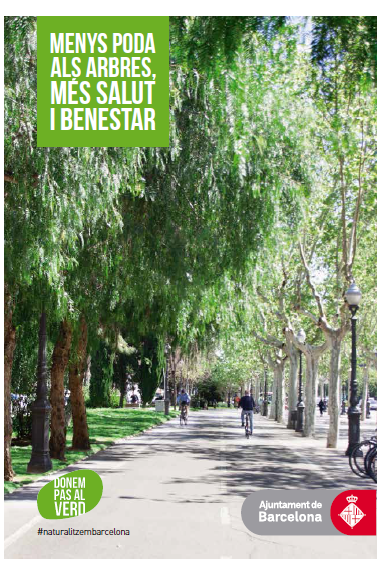 MENYS PODA
ALS ARBRES,
MÉS SALUT
I BENESTAR
DONEM
PAS AL
VERD
#naturalitzembarcelona
Ajuntament de
Barcelona